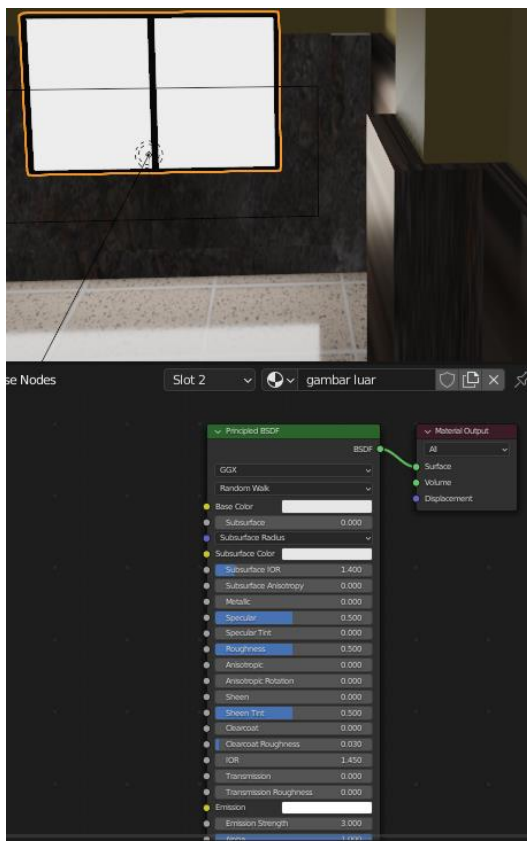 se Nodes
Slot 2
gambar luar
Principled BSDF
BSDF
GGX
Random Walk
Base Color
Subsurface 0.000
Subsurface Radius
Subsurface Color
Subsurface IOR 1.400
Subsurface Anisotropy 0.000
Metallic 0.000
Specular 0.500
Specular Tint 0.000
Roughness 0.500
Anisotropic 0.000
Anisotropic Rotation 0.000
Sheen 0.000
Sheen Tint 0.500
Clearcoat 0.000
Clearcoat Roughness 0.030
IOR 1.450
Transmission 0.000
Transmission Roughness 0.000
Emission
Emission Strength 3.000
Alpha 1.000
Material Output
All
Surface
Volume
Displacement